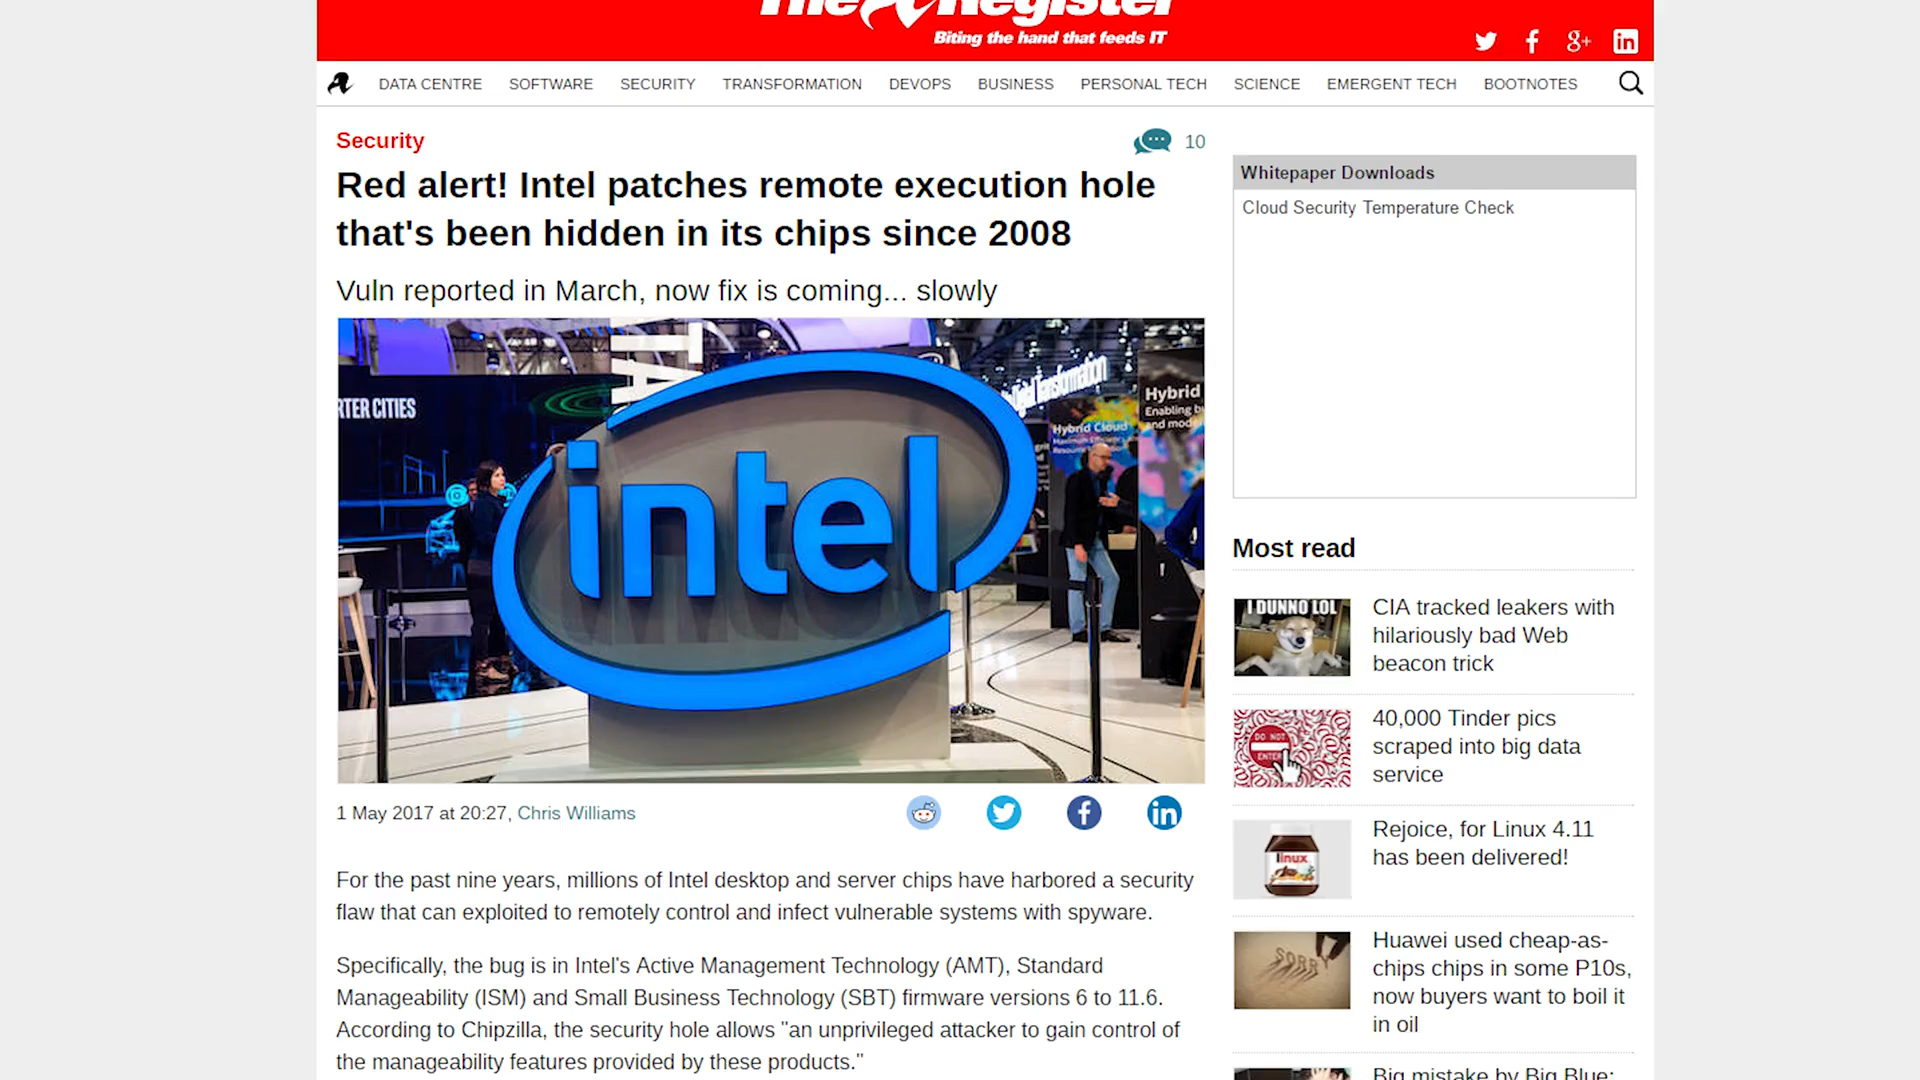 The Register
Biting the hand that feeds IT
g+
in
DATA CENTRE SOFTWARE SECURITY TRANSFORMATION DEVOPS BUSINESS PERSONAL TECH SCIENCE EMERGENT TECH BOOTNOTES
Security
10
Red alert! Intel patches remote execution hole
that's been hidden in its chips since 2008
Vuln reported in March, now fix is coming... slowly
RTER CITIES
Digital Transformation
Hybrid Cloud
Hybrid
Enabling
and
intel
1 May 2017 at 20:27, Chris Williams
in
For the past nine years, millions of Intel desktop and server chips have harbored a security
flaw that can exploited to remotely control and infect vulnerable systems with spyware.
Specifically, the bug is in Intel's Active Management Technology (AMT), Standard
Manageability (ISM) and Small Business Technology (SBT) firmware versions 6 to 11.6.
According to Chipzilla, the security hole allows "an unprivileged attacker to gain control of
the manageability features provided by these products."
Whitepaper Downloads
Cloud Security Temperature Check
Most read
I DUNNO LOL
CIA tracked leakers with
hilariously bad Web
beacon trick
DO NOT
ENTER
40,000 Tinder pics
scraped into big data
service
linux
Rejoice, for Linux 4.11
has been delivered!
SORRY
Huawei used cheap-as-
chips chips in some P10s,
now buyers want to boil it
in oil
Big mistake by Big Blue: